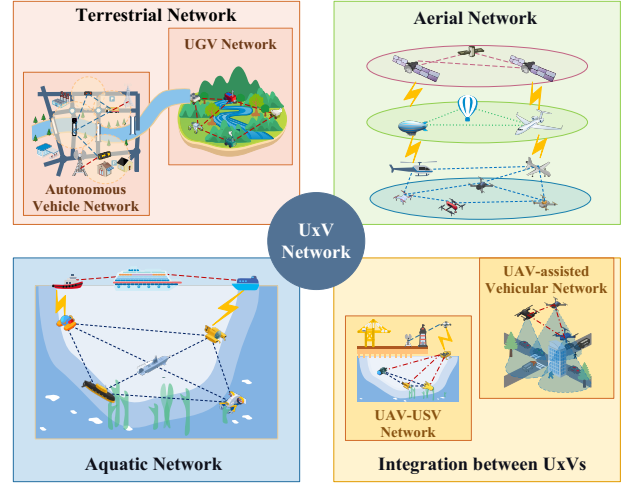 Terrestrial Network
UGV Network
Autonomous
Vehicle Network
Aerial Network
UxV
Network
Aquatic Network
UAV-assisted
Vehicular Network
UAV-USV
Network
Integration between UxVs